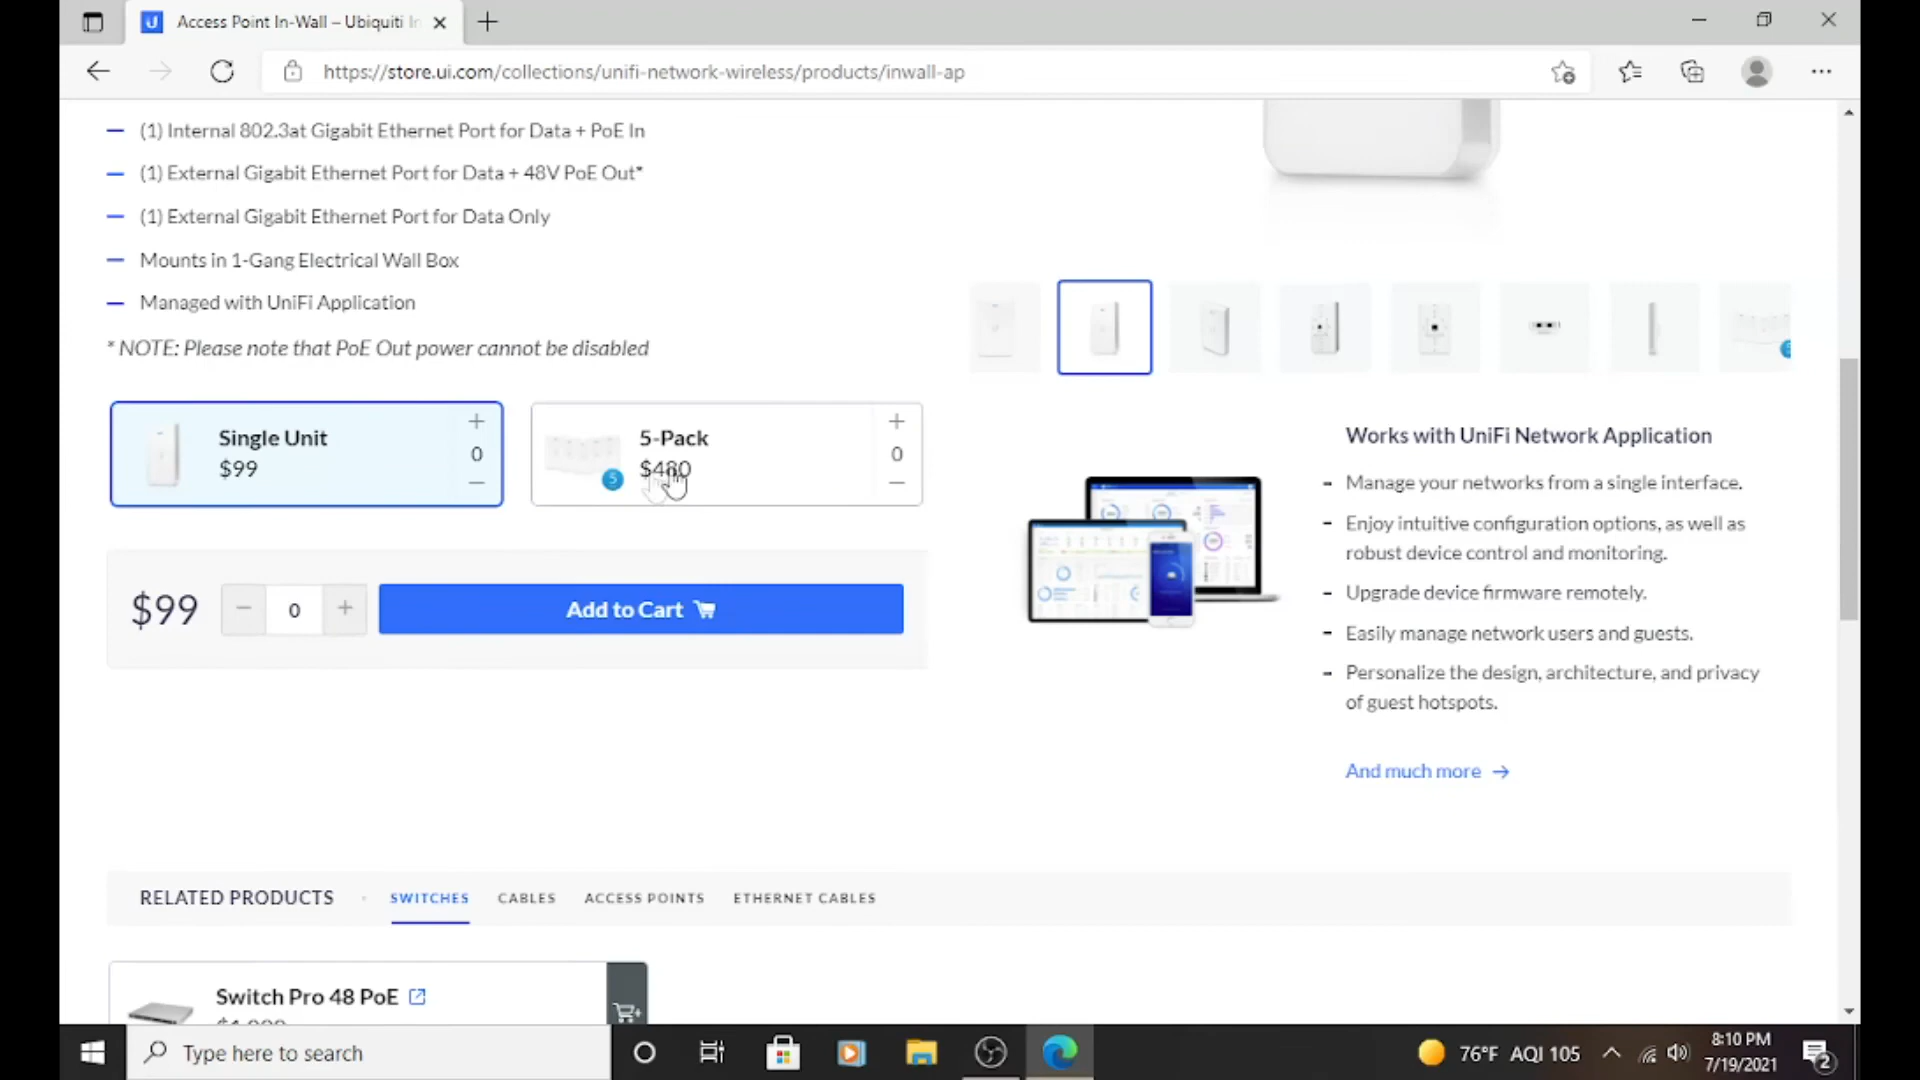 Access Point In-Wall – Ubiquiti In
https://store.ui.com/collections/unifi-network-wireless/products/inwall-ap
(1) Internal 802.3at Gigabit Ethernet Port for Data + PoE In
(1) External Gigabit Ethernet Port for Data + 48V PoE Out*
(1) External Gigabit Ethernet Port for Data Only
Mounts in 1-Gang Electrical Wall Box
Managed with UniFi Application
* NOTE: Please note that PoE Out power cannot be disabled
Single Unit
$99
+
0
−
5
5-Pack
$480
+
0
−
$99
−
0
+
Add to Cart
Works with UniFi Network Application
- Manage your networks from a single interface.
- Enjoy intuitive configuration options, as well as
robust device control and monitoring.
- Upgrade device firmware remotely.
- Easily manage network users and guests.
- Personalize the design, architecture, and privacy
of guest hotspots.
And much more →
RELATED PRODUCTS
SWITCHES
CABLES
ACCESS POINTS
ETHERNET CABLES
Switch Pro 48 PoE
Type here to search
76°F AQI 105
8:10 PM
7/19/2021
2